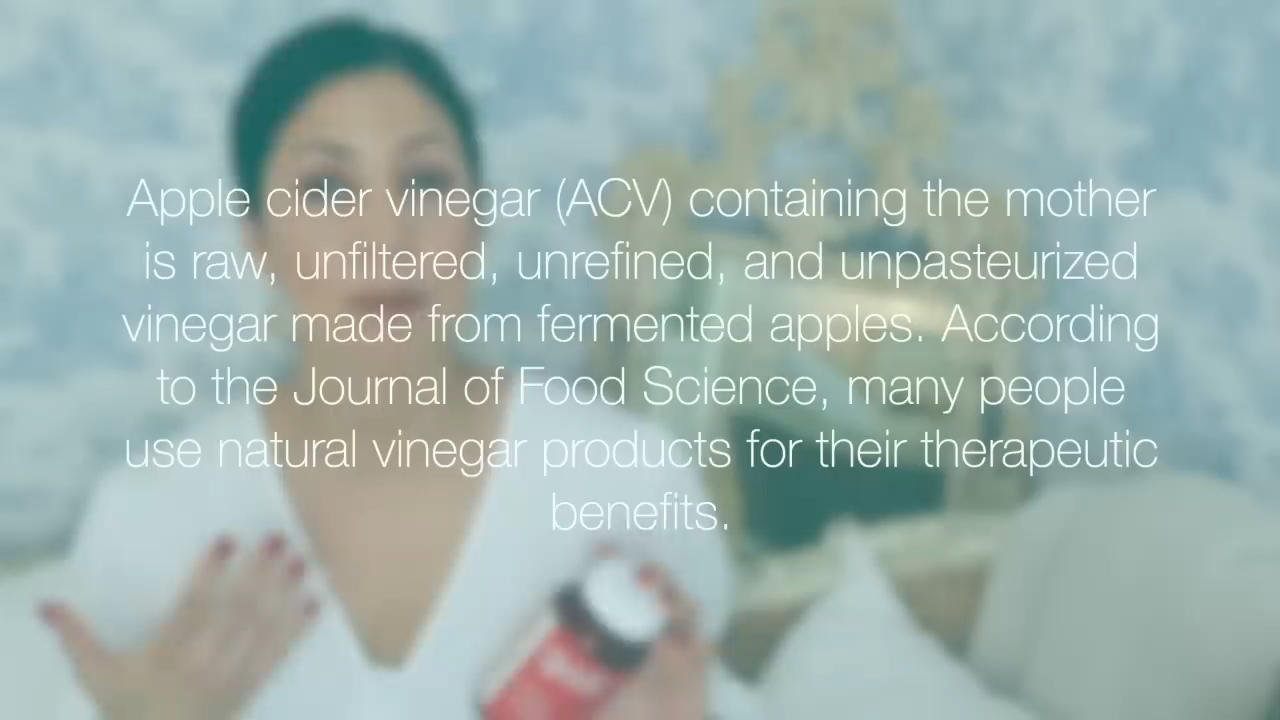 Apple cider vinegar (ACV) containing the mother
is raw, unfiltered, unrefined, and unpasteurized
vinegar made from fermented apples. According
to the Journal of Food Science, many people
use natural vinegar products for their therapeutic
benefits.